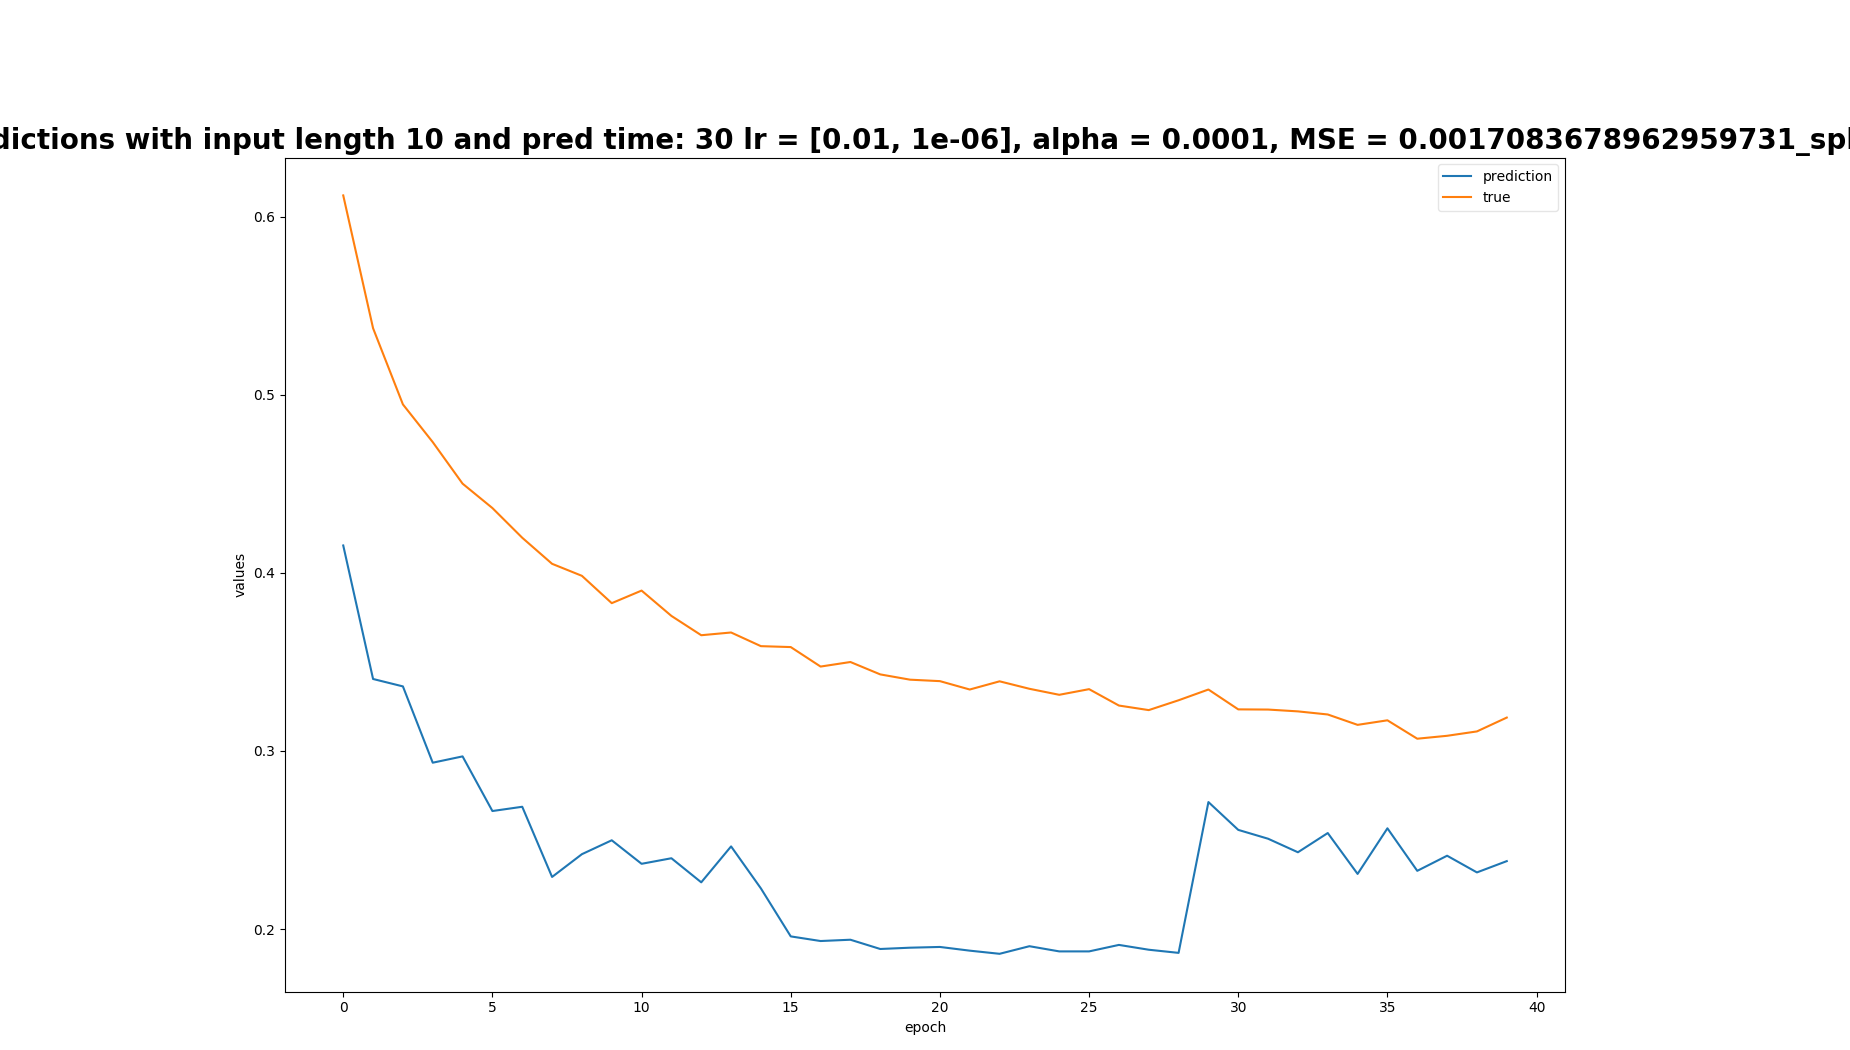 dictions with input length 10 and pred time: 30 lr = [0.01, 1e-06], alpha = 0.0001, MSE = 0.0017083678962959731_spl
prediction
true
0.6
0.5
0.4
0.3
0.2
values
0 5 10 15 20 25 30 35 40
epoch